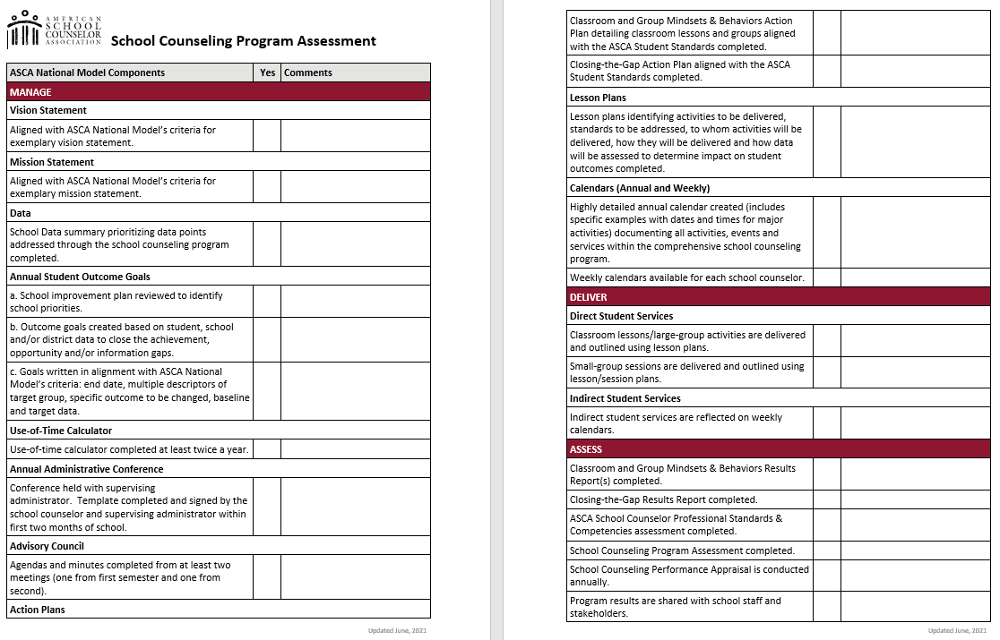 AMERICAN
SCHOOL
COUNSELOR
ASSOCIATION
School Counseling Program Assessment
ASCA National Model Components Yes Comments
MANAGE
Vision Statement
Aligned with ASCA National Model's criteria for
exemplary vision statement.
Mission Statement
Aligned with ASCA National Model's criteria for
exemplary mission statement.
Data
School Data summary prioritizing data points
addressed through the school counseling program
completed.
Annual Student Outcome Goals
a. School improvement plan reviewed to identify
school priorities.
b. Outcome goals created based on student, school
and/or district data to close the achievement,
opportunity and/or information gaps.
c. Goals written in alignment with ASCA National
Model's criteria: end date, multiple descriptors of
target group, specific outcome to be changed, baseline
and target data.
Use-of-Time Calculator
Use-of-time calculator completed at least twice a year.
Annual Administrative Conference
Conference held with supervising
administrator. Template completed and signed by the
school counselor and supervising administrator within
first two months of school.
Advisory Council
Agendas and minutes completed from at least two
meetings (one from first semester and one from
second).
Action Plans
Updated June, 2021
Classroom and Group Mindsets & Behaviors Action
Plan detailing classroom lessons and groups aligned
with the ASCA Student Standards completed.
Closing-the-Gap Action Plan aligned with the ASCA
Student Standards completed.
Lesson Plans
Lesson plans identifying activities to be delivered,
standards to be addressed, to whom activities will be
delivered, how they will be delivered and how data
will be assessed to determine impact on student
outcomes completed.
Calendars (Annual and Weekly)
Highly detailed annual calendar created (includes
specific examples with dates and times for major
activities) documenting all activities, events and
services within the comprehensive school counseling
program.
Weekly calendars available for each school counselor.
DELIVER
Direct Student Services
Classroom lessons/large-group activities are delivered
and outlined using lesson plans.
Small-group sessions are delivered and outlined using
lesson/session plans.
Indirect Student Services
Indirect student services are reflected on weekly
calendars.
ASSESS
Classroom and Group Mindsets & Behaviors Results
Report(s) completed.
Closing-the-Gap Results Report completed.
ASCA School Counselor Professional Standards &
Competencies assessment completed.
School Counseling Program Assessment completed.
School Counseling Performance Appraisal is conducted
annually.
Program results are shared with school staff and
stakeholders.
Updated June, 2021